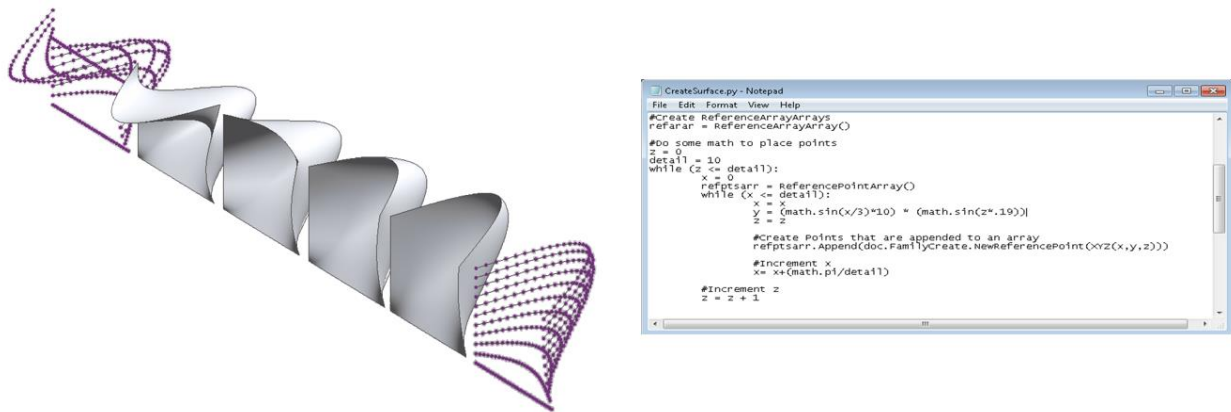 CreateSurface.py - Notepad
File Edit Format View Help
#Create ReferenceArrayArrays
refarar = ReferenceArrayArray()
#Do some math to place points
z = 0
detail = 10
while (z <= detail):
x = 0
refptsarr = ReferencePointArray()
while (x <= detail):
x = x
y = (math.sin(x/3)*10) * (math.sin(z*.19))
z = z
#Create Points that are appended to an array
refptsarr.Append(doc.FamilyCreate.NewReferencePoint(XYZ(x,y,z)))
#Increment x
x= x+(math.pi/detail)
#Increment z
z = z + 1